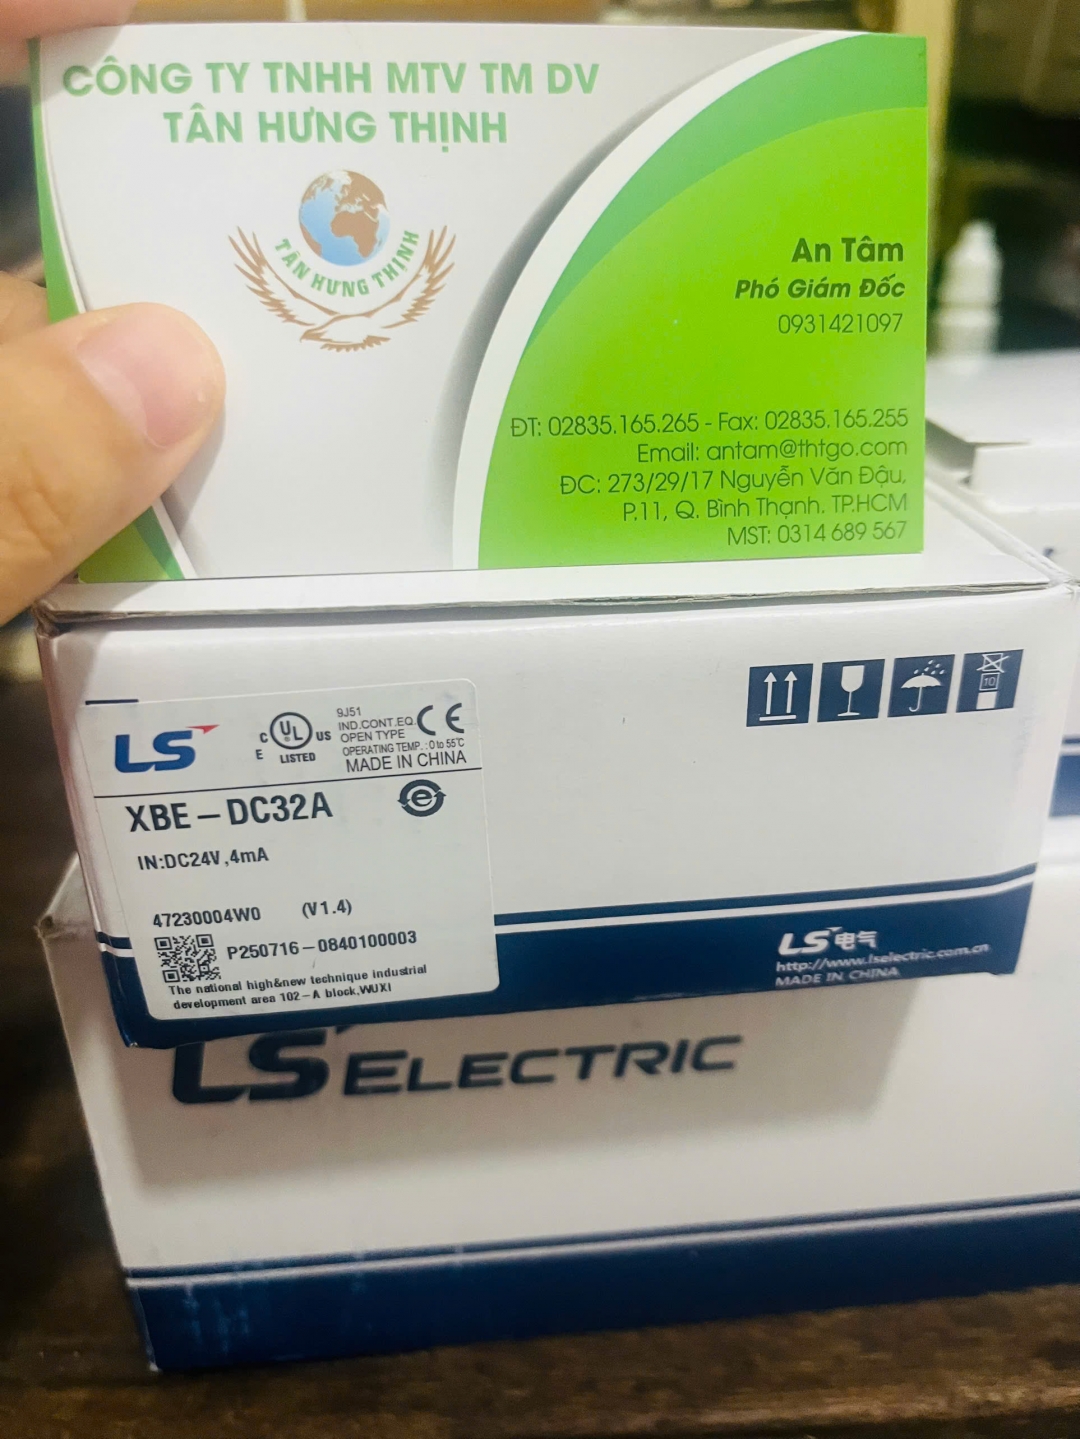 CÔNG TY TNHH MTV TM DV
TÂN HƯNG THỊNH
TÂN HƯNG THỊNH
An Tâm
Phó Giám Đốc
0931421097
ĐT: 02835.165.265 - Fax: 02835.165.255
Email: antam@thtgo.com
ĐC: 273/29/17 Nguyễn Văn Đậu,
P.11, Q. Bình Thạnh. TP.HCM
MST: 0314 689 567
LS
C UL US
E LISTED
9J51
IND.CONT.EQ.
OPEN TYPE
OPERATING TEMP. : 0 to 55℃
MADE IN CHINA
CE
XBE-DC32A
e
IN:DC24V,4mA
47230004W0 (V1.4)
P250716-0840100003
The national high&new technique industrial
development area 102-A block,WUXI
10
LS电气
http://www.lselectric.com.cn
MADE IN CHINA
LS ELECTRIC